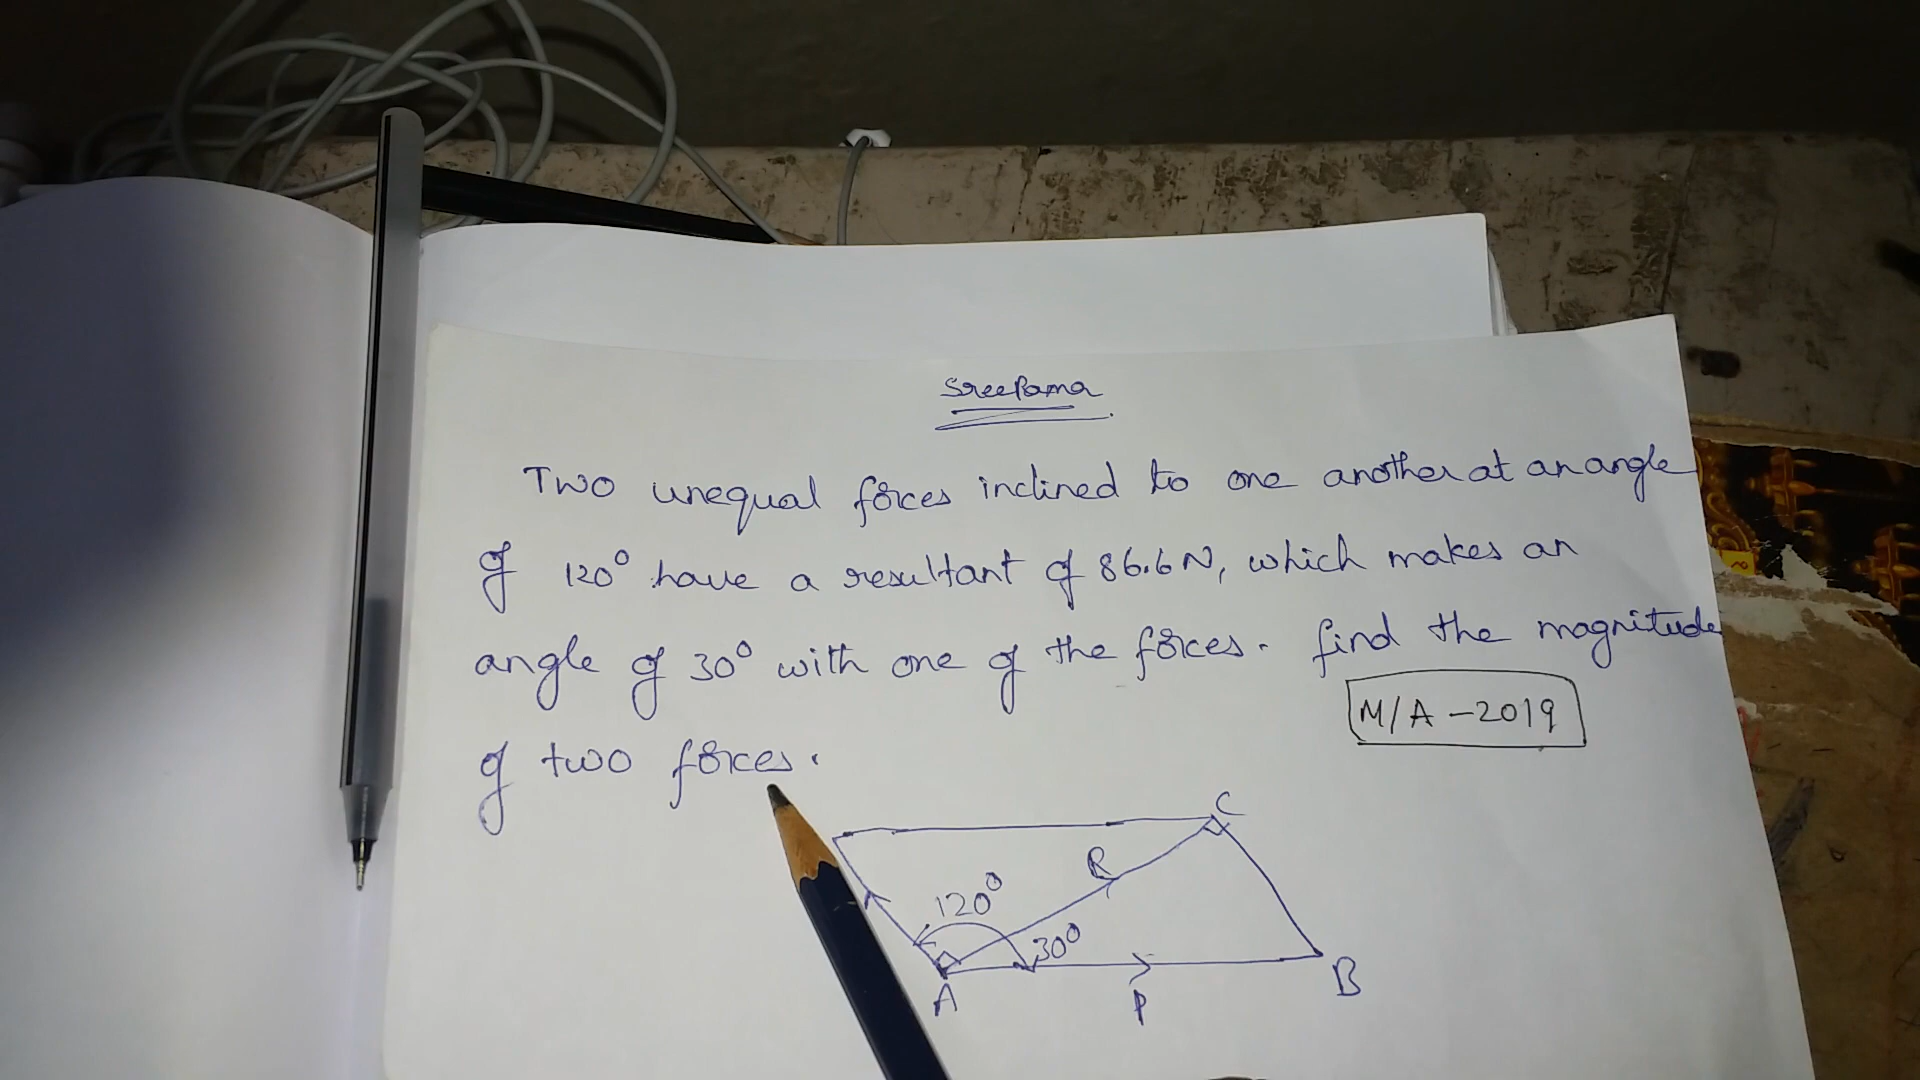 SreeRama
Two unequal forces inclined to one another at an angle
of 120° have a resultant of 86.6N, which makes an
angle of 30° with one of the forces. find the magnitude
M/A - 2019
of two forces.
C
R
120°
30°
A
P
B